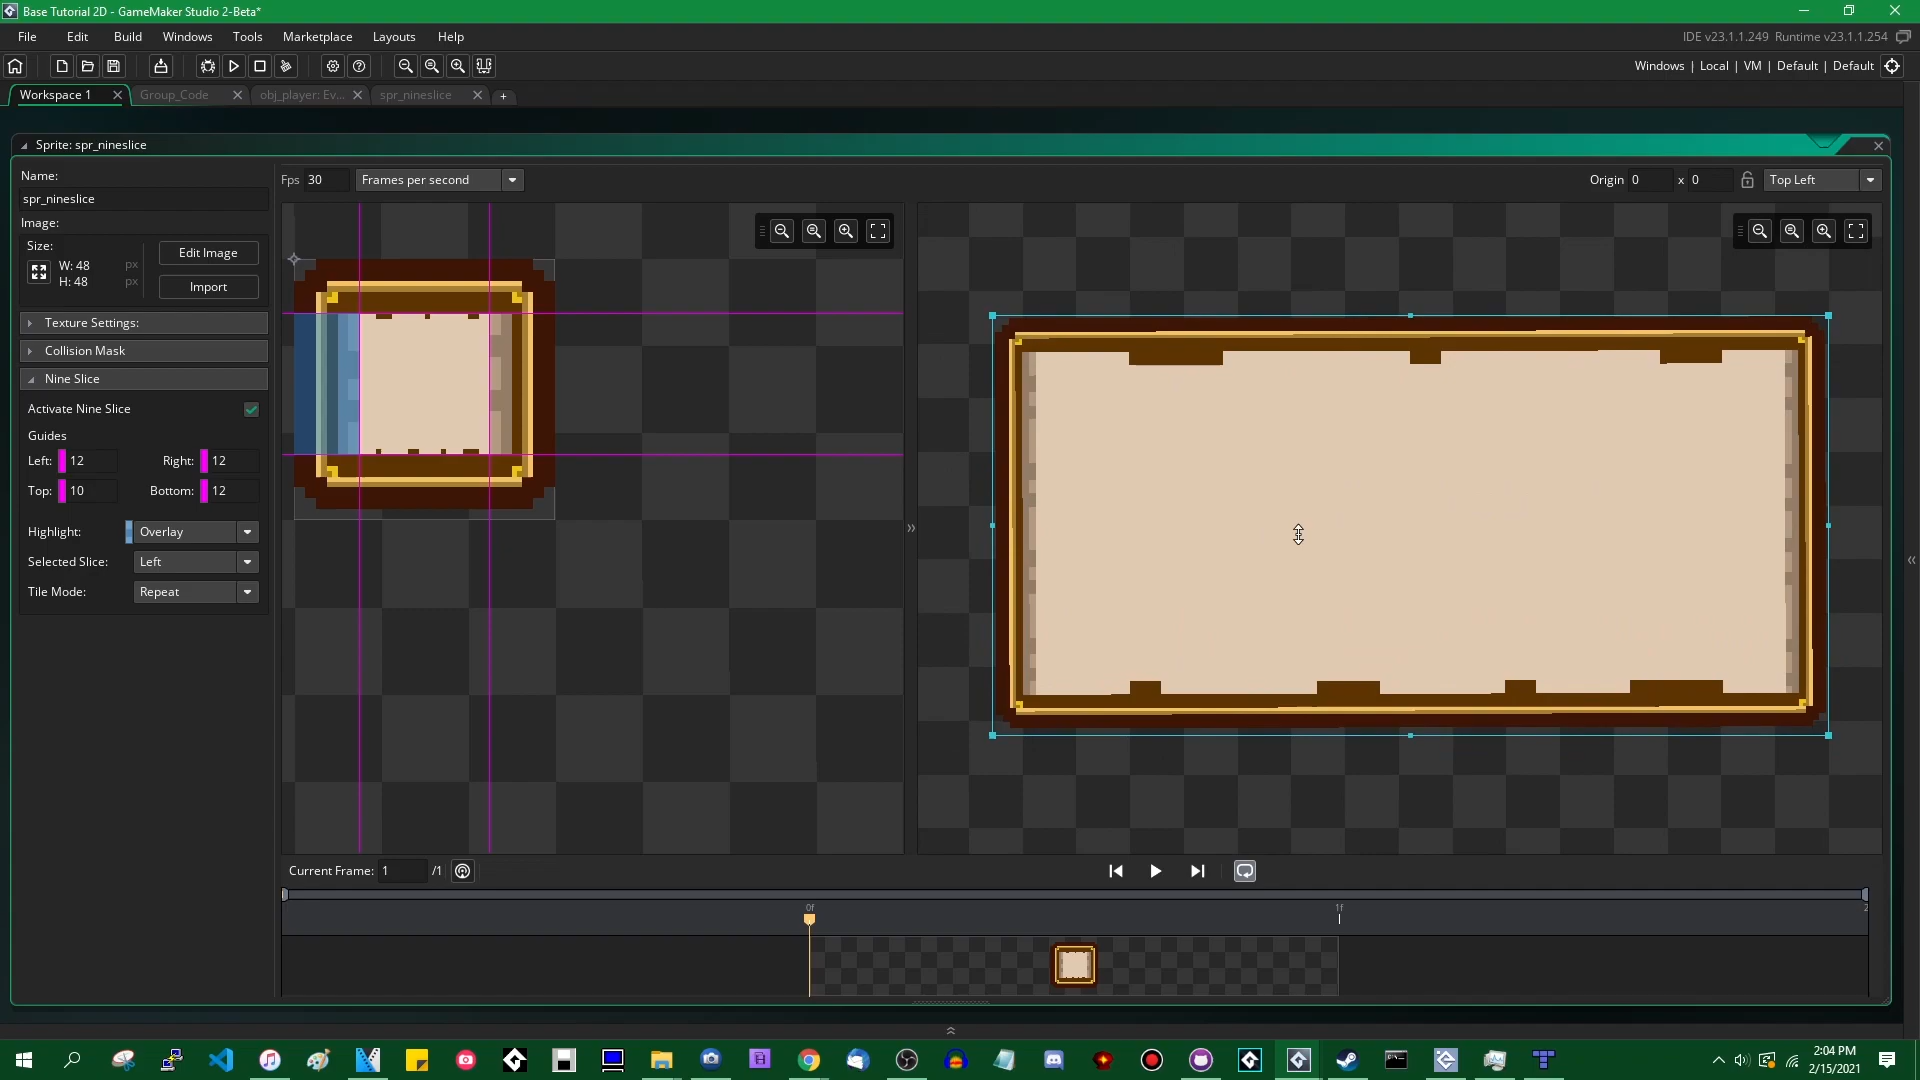 Base Tutorial 2D - GameMaker Studio 2-Beta*
File Edit Build Windows Tools Marketplace Layouts Help
IDE v23.1.1.249 Runtime v23.1.1.254
Windows | Local | VM | Default | Default
Workspace 1
Group_Code
obj_player: Ev...
spr_nineslice
Sprite: spr_nineslice
Name:
spr_nineslice
Image:
Size:
W: 48 px
H: 48 px
Edit Image
Import
Texture Settings:
Collision Mask
Nine Slice
Activate Nine Slice
Guides
Left: 12 Right: 12
Top: 10 Bottom: 12
Highlight: Overlay
Selected Slice: Left
Tile Mode: Repeat
Fps 30 Frames per second
Origin 0 x 0 Top Left
Current Frame: 1 /1
0f 1f 2
2:04 PM
2/15/2021